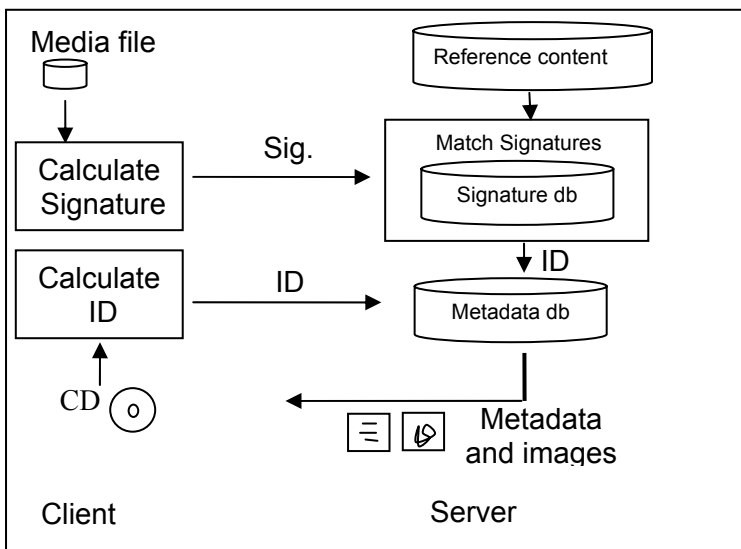 Media file
Reference content
Calculate
Signature
Sig.
Match Signatures
Signature db
ID
Calculate
ID
ID
Metadata db
CD
Metadata
and images
Client
Server